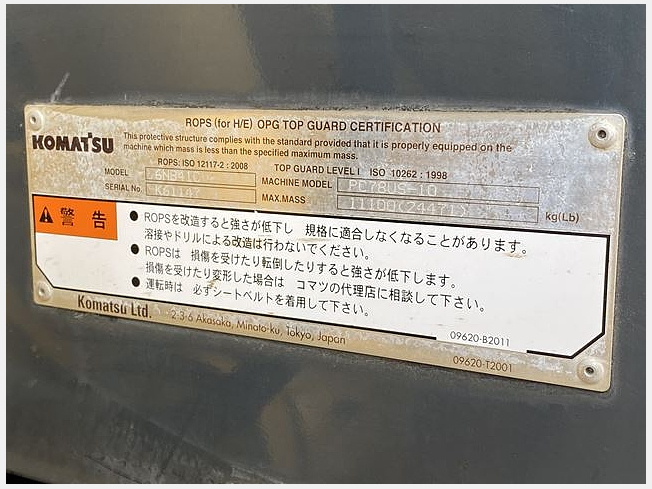 ROPS (for H/E) OPG TOP GUARD CERTIFICATION
KOMATSU
This protective structure complies with the standard provided that it is properly equipped on the
machine which mass is less than the specified maximum mass.
ROPS: ISO 12117-2 : 2008
TOP GUARD LEVEL I ISO 10262 : 1998
MODEL
MACHINE MODEL PC78US-10
SERIAL No.
MAX.MASS kg(Lb)
警告
● ROPSを改造すると強さが低下し 規格に適合しなくなることがあります。
溶接やドリルによる改造は行わないでください。
● ROPSは 損傷を受けたり転倒したりすると強さが低下します。
損傷を受けたり変形した場合は コマツの代理店に相談して下さい。
● 運転時は 必ずシートベルトを着用して下さい。
09620-B2011
Komatsu Ltd. 2-3-6 Akasaka, Minato-ku, Tokyo, Japan
09620-T2001